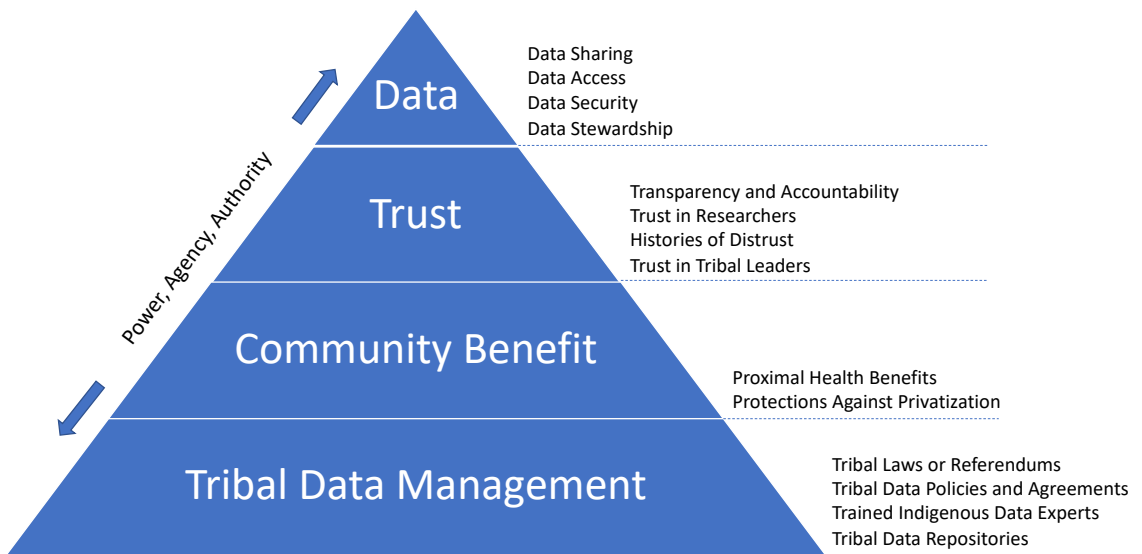 Data
Data Sharing
Data Access
Data Security
Data Stewardship
Power, Agency, Authority
Trust
Transparency and Accountability
Trust in Researchers
Histories of Distrust
Trust in Tribal Leaders
Community Benefit
Proximal Health Benefits
Protections Against Privatization
Tribal Data Management
Tribal Laws or Referendums
Tribal Data Policies and Agreements
Trained Indigenous Data Experts
Tribal Data Repositories